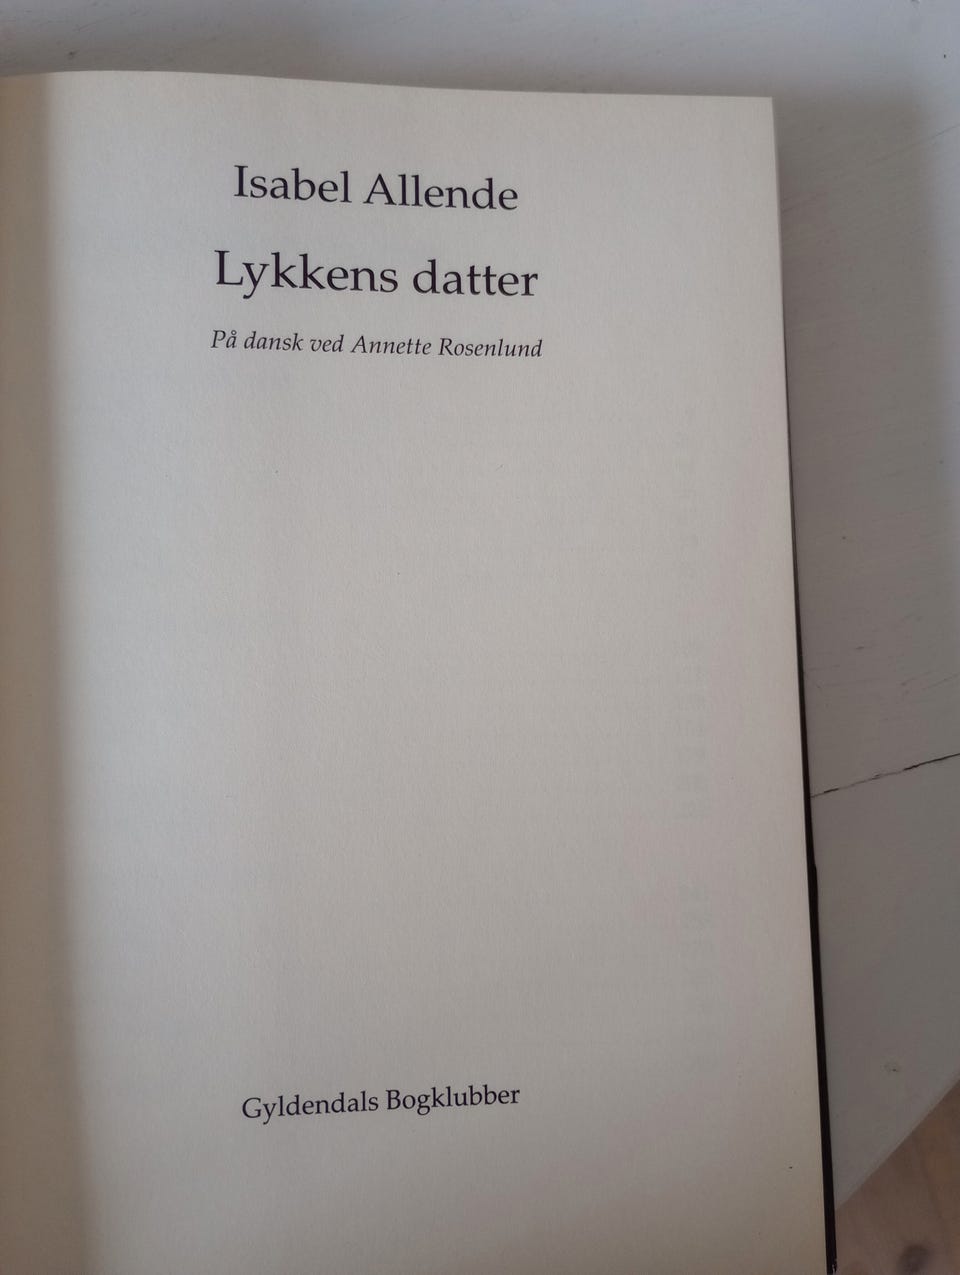 Isabel Allende
Lykkens datter
På dansk ved Annette Rosenlund
Gyldendals Bogklubber